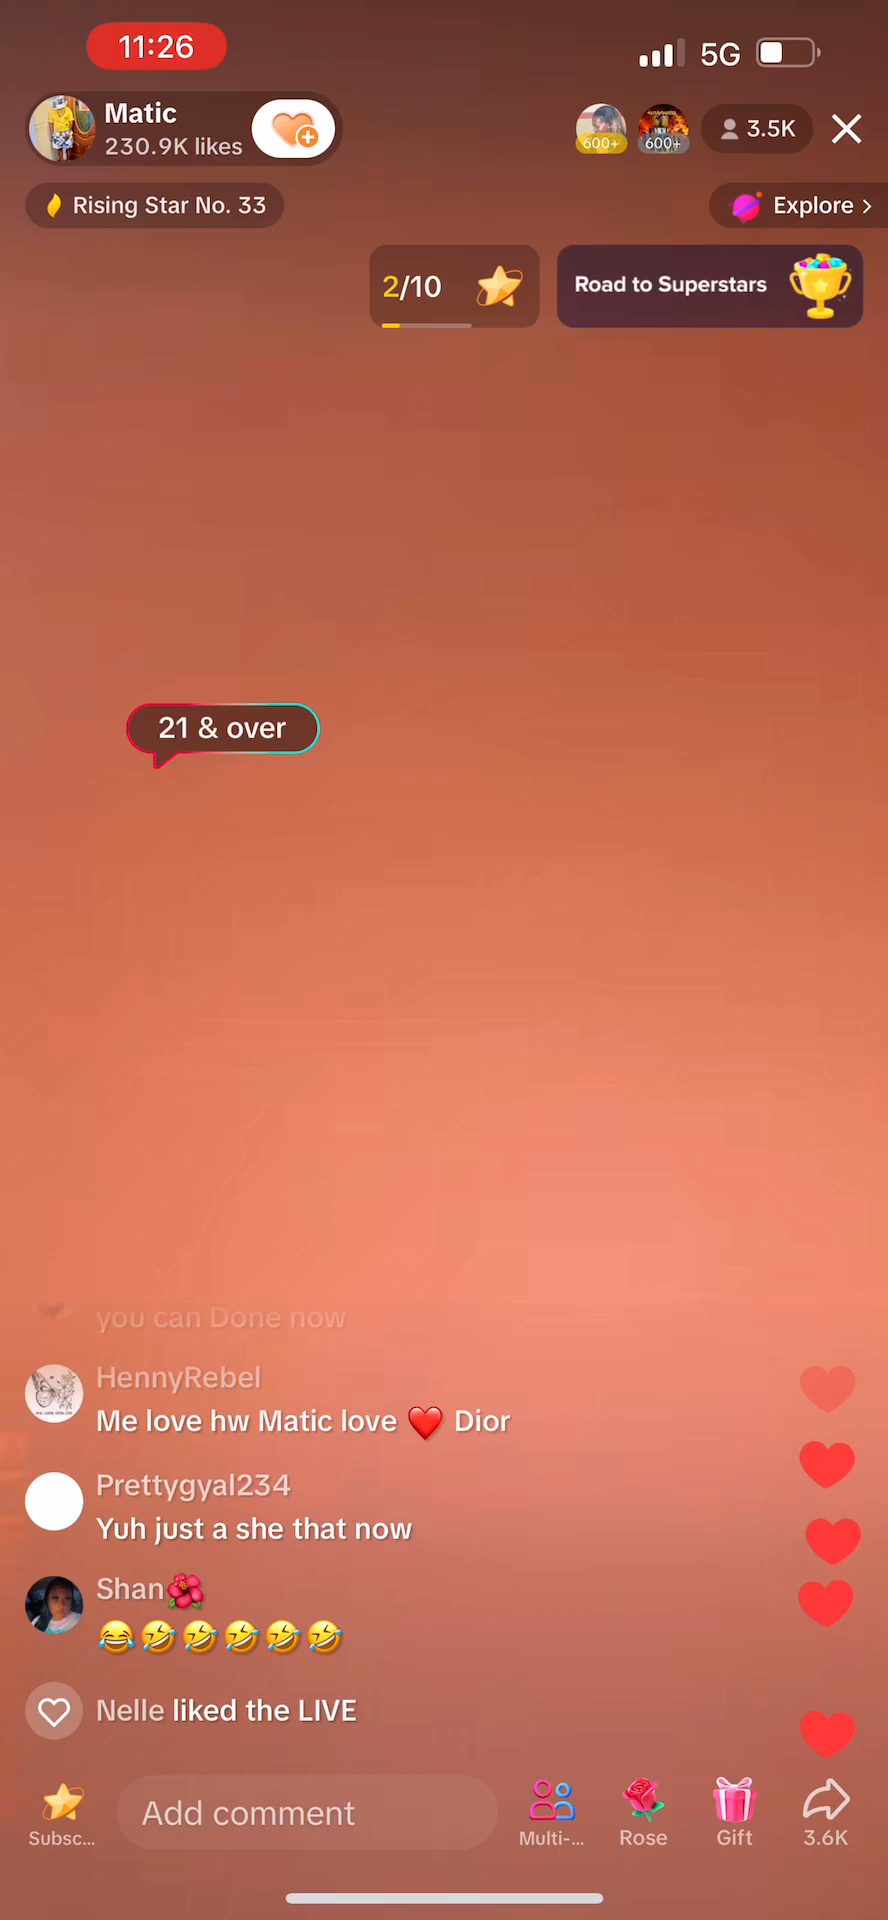 11:26
5G
Matic
230.9K likes
600+
600+
3.5K
Rising Star No. 33
Explore >
2/10
Road to Superstars
21 & over
you can Done now
HennyRebel
Me love hw Matic love ❤️ Dior
Prettygyal234
Yuh just a she that now
Shan🌺
😂🤣🤣🤣🤣🤣
Nelle liked the LIVE
Subsc...
Add comment
Multi-...
Rose
Gift
3.6K